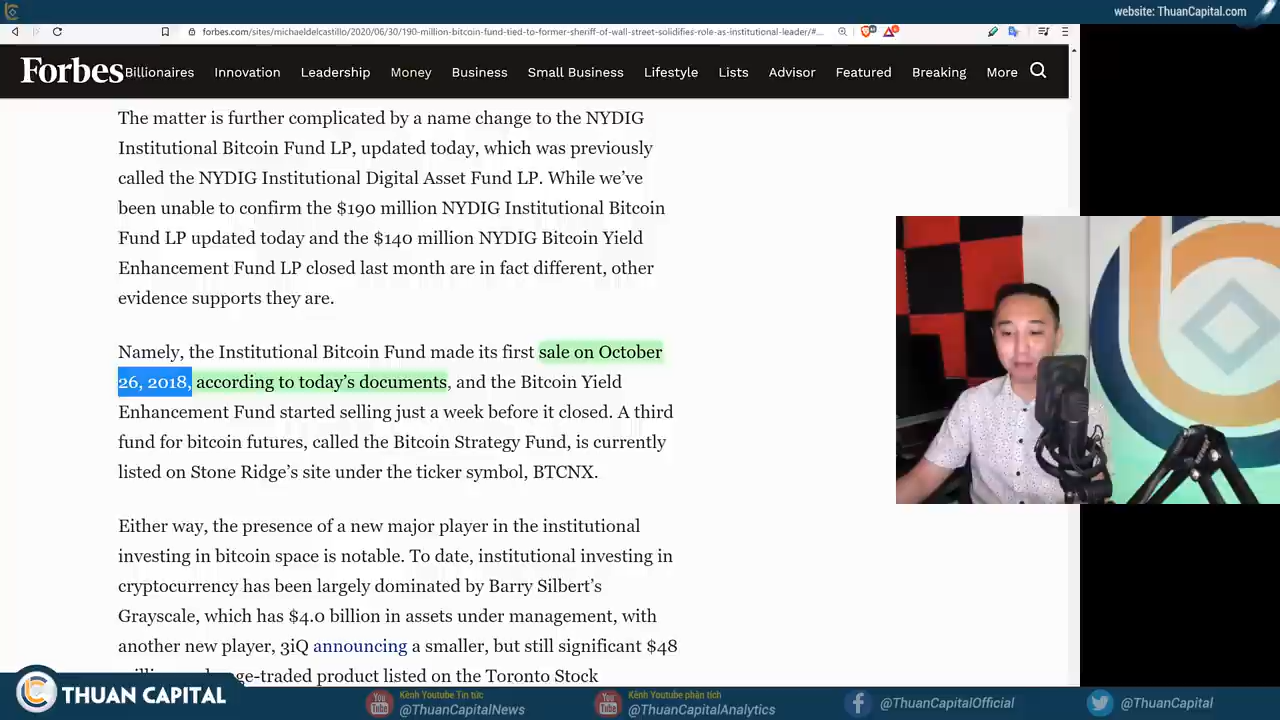 website: ThuanCapital.com
forbes.com/sites/michaeldelcastillo/2020/06/30/190-million-bitcoin-fund-tied-to-former-sheriff-of-wall-street-solidifies-role-as-institutional-leader/#...
Forbes Billionaires Innovation Leadership Money Business Small Business Lifestyle Lists Advisor Featured Breaking More
The matter is further complicated by a name change to the NYDIG
Institutional Bitcoin Fund LP, updated today, which was previously
called the NYDIG Institutional Digital Asset Fund LP. While we’ve
been unable to confirm the $190 million NYDIG Institutional Bitcoin
Fund LP updated today and the $140 million NYDIG Bitcoin Yield
Enhancement Fund LP closed last month are in fact different, other
evidence supports they are.
Namely, the Institutional Bitcoin Fund made its first sale on October
26, 2018, according to today’s documents, and the Bitcoin Yield
Enhancement Fund started selling just a week before it closed. A third
fund for bitcoin futures, called the Bitcoin Strategy Fund, is currently
listed on Stone Ridge’s site under the ticker symbol, BTCNX.
Either way, the presence of a new major player in the institutional
investing in bitcoin space is notable. To date, institutional investing in
cryptocurrency has been largely dominated by Barry Silbert’s
Grayscale, which has $4.0 billion in assets under management, with
another new player, 3iQ announcing a smaller, but still significant $48
-traded product listed on the Toronto Stock
THUAN CAPITAL
Kênh Youtube Tin tức:
@ThuanCapitalNews
Kênh Youtube phân tích
@ThuanCapitalAnalytics
@ThuanCapitalOfficial
@ThuanCapital